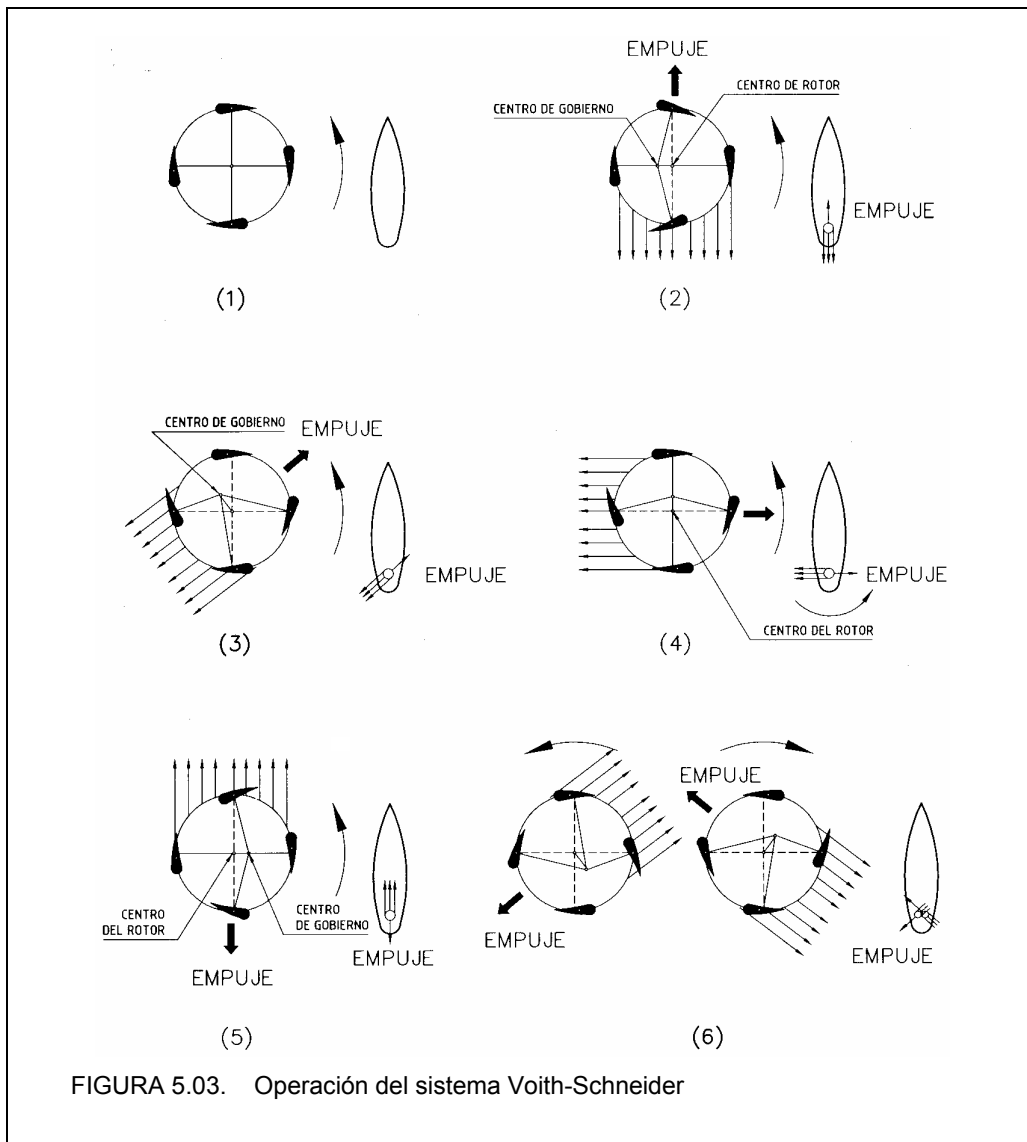 EMPUJE
CENTRO DE GOBIERNO
CENTRO DE ROTOR
EMPUJE
(1)
(2)
CENTRO DE GOBIERNO
EMPUJE
EMPUJE
EMPUJE
EMPUJE
CENTRO DEL ROTOR
(3)
(4)
EMPUJE
CENTRO
DEL ROTOR
CENTRO
DE GOBIERNO
EMPUJE
EMPUJE
EMPUJE
EMPUJE
(5)
(6)
FIGURA 5.03. Operación del sistema Voith-Schneider